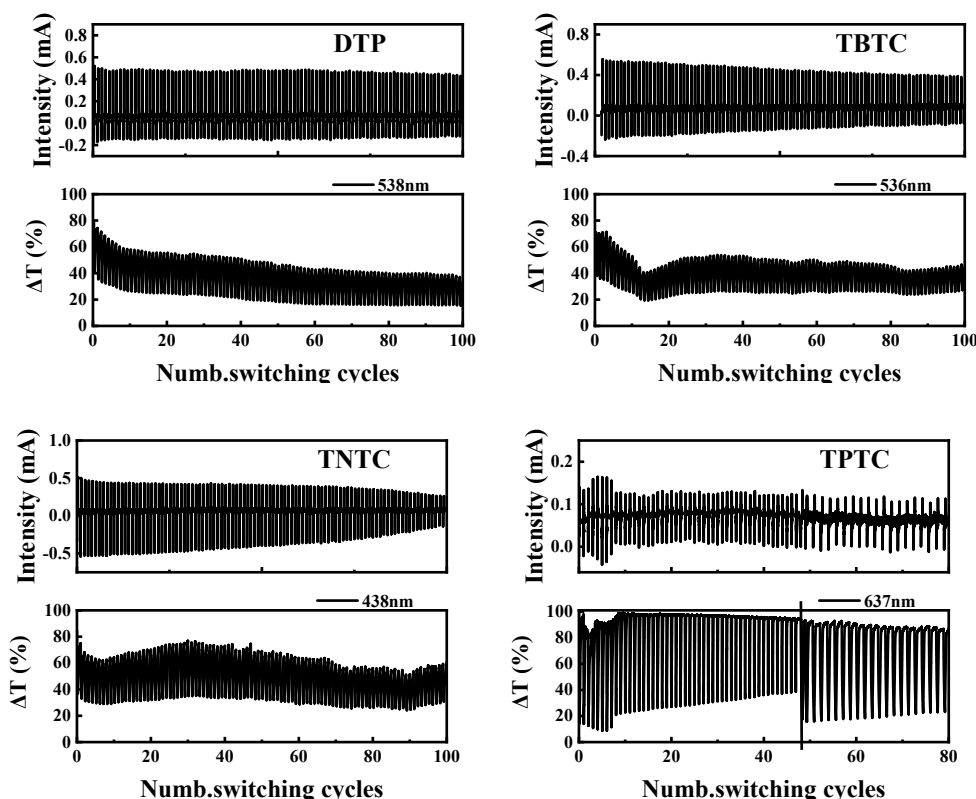 DTP
Intensity (mA)
0.8
0.6
0.4
0.2
0.0
-0.2
100
538nm
ΔT (%)
100
80
60
40
20
0
0 20 40 60 80 100
Numb.switching cycles
TBTC
Intensity (mA)
0.8
0.4
0.0
-0.4
100
536nm
ΔT (%)
100
80
60
40
20
0
0 20 40 60 80 100
Numb.switching cycles
TNTC
Intensity (mA)
1.0
0.5
0.0
-0.5
438nm
ΔT (%)
100
80
60
40
20
0
0 20 40 60 80 100
Numb.switching cycles
TPTC
Intensity (mA)
0.2
0.1
0.0
637nm
ΔT (%)
100
80
60
40
20
0
0 20 40 60 80
Numb.switching cycles